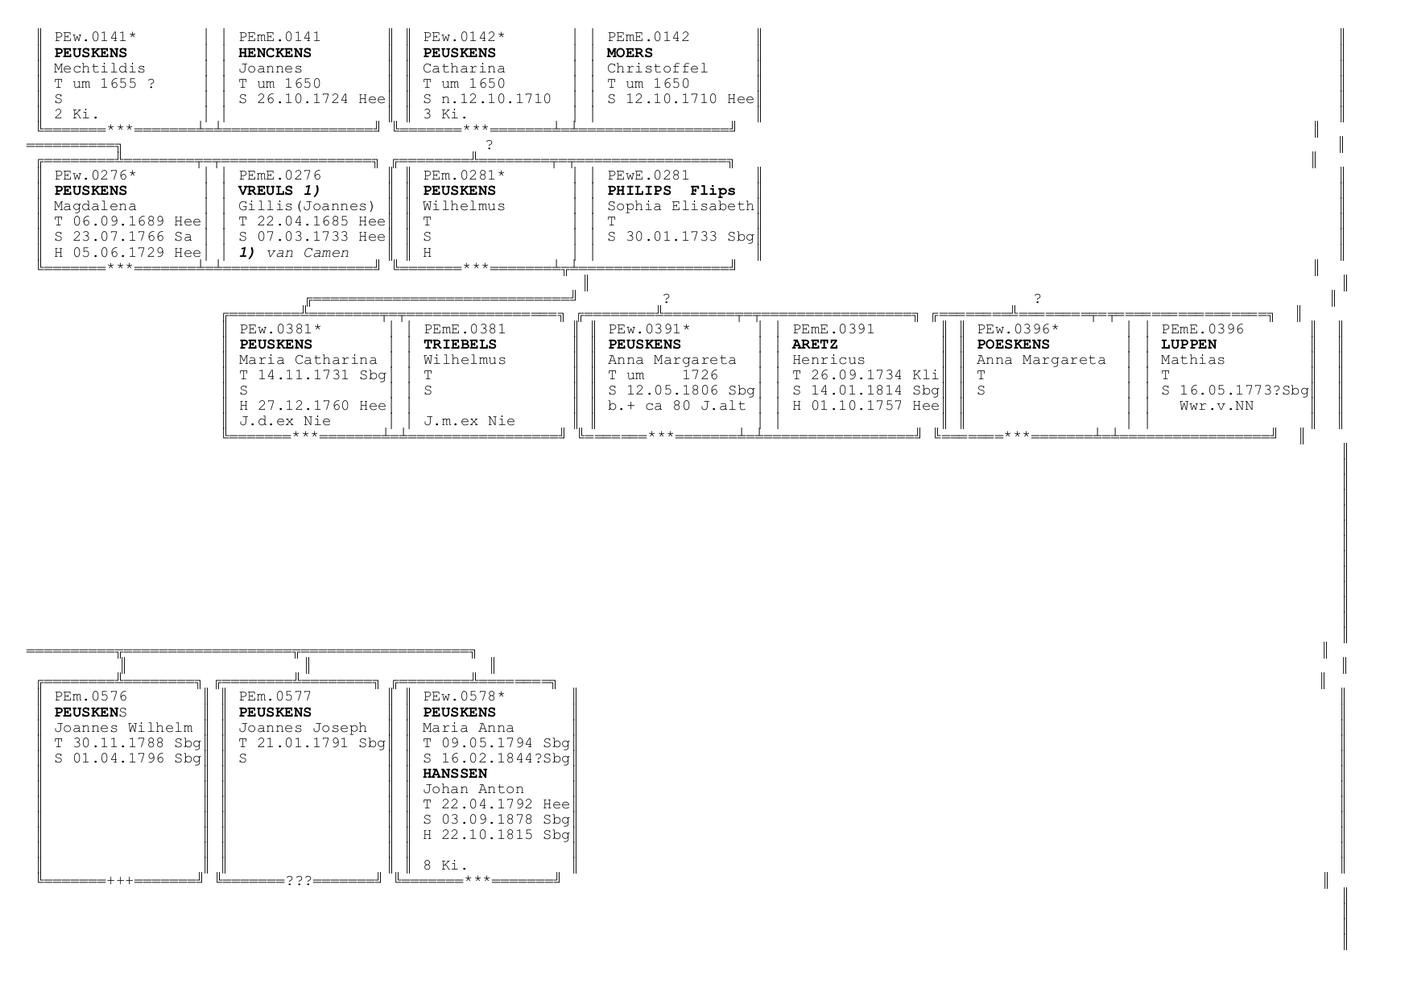 PEw.0141*
PEUSKENS
Mechtildis
T um 1655 ?
S
2 Ki.
***
PEmE.0141
HENCKENS
Joannes
T um 1650
S 26.10.1724 Hee
PEw.0142*
PEUSKENS
Catharina
T um 1650
S n.12.10.1710
3 Ki.
***
PEmE.0142
MOERS
Christoffel
T um 1650
S 12.10.1710 Hee
?
PEw.0276*
PEUSKENS
Magdalena
T 06.09.1689 Hee
S 23.07.1766 Sa
H 05.06.1729 Hee
***
PEmE.0276
VREULS 1)
Gillis(Joannes)
T 22.04.1685 Hee
S 07.03.1733 Hee
1) van Camen
PEm.0281*
PEUSKENS
Wilhelmus
T
S
H
***
PEwE.0281
PHILIPS  Flips
Sophia Elisabeth
T
S 30.01.1733 Sbg
?
?
PEw.0381*
PEUSKENS
Maria Catharina
T 14.11.1731 Sbg
S
H 27.12.1760 Hee
J.d.ex Nie
***
PEmE.0381
TRIEBELS
Wilhelmus
T
S
J.m.ex Nie
PEw.0391*
PEUSKENS
Anna Margareta
T um    1726
S 12.05.1806 Sbg
b.+ ca 80 J.alt
***
PEmE.0391
ARETZ
Henricus
T 26.09.1734 Kli
S 14.01.1814 Sbg
H 01.10.1757 Hee
PEw.0396*
POESKENS
Anna Margareta
T
S
***
PEmE.0396
LUPPEN
Mathias
T
S 16.05.1773?Sbg
Wwr.v.NN
PEm.0576
PEUSKENS
Joannes Wilhelm
T 30.11.1788 Sbg
S 01.04.1796 Sbg
+++
PEm.0577
PEUSKENS
Joannes Joseph
T 21.01.1791 Sbg
S
???
PEw.0578*
PEUSKENS
Maria Anna
T 09.05.1794 Sbg
S 16.02.1844?Sbg
HANSSEN
Johan Anton
T 22.04.1792 Hee
S 03.09.1878 Sbg
H 22.10.1815 Sbg
8 Ki.
***